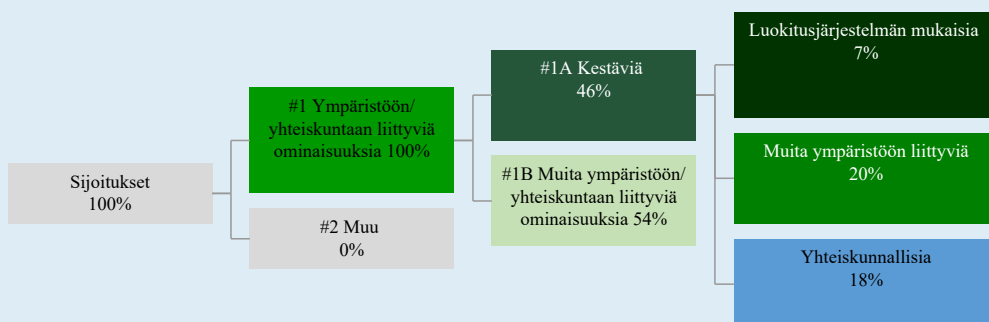 Sijoitukset
100%
#1 Ympäristöön/
yhteiskuntaan liittyviä
ominaisuuksia 100%
#2 Muu
0%
#1A Kestäviä
46%
#1B Muita ympäristöön/
yhteiskuntaan liittyviä
ominaisuuksia 54%
Luokitusjärjestelmän mukaisia
7%
Muita ympäristöön liittyviä
20%
Yhteiskunnallisia
18%